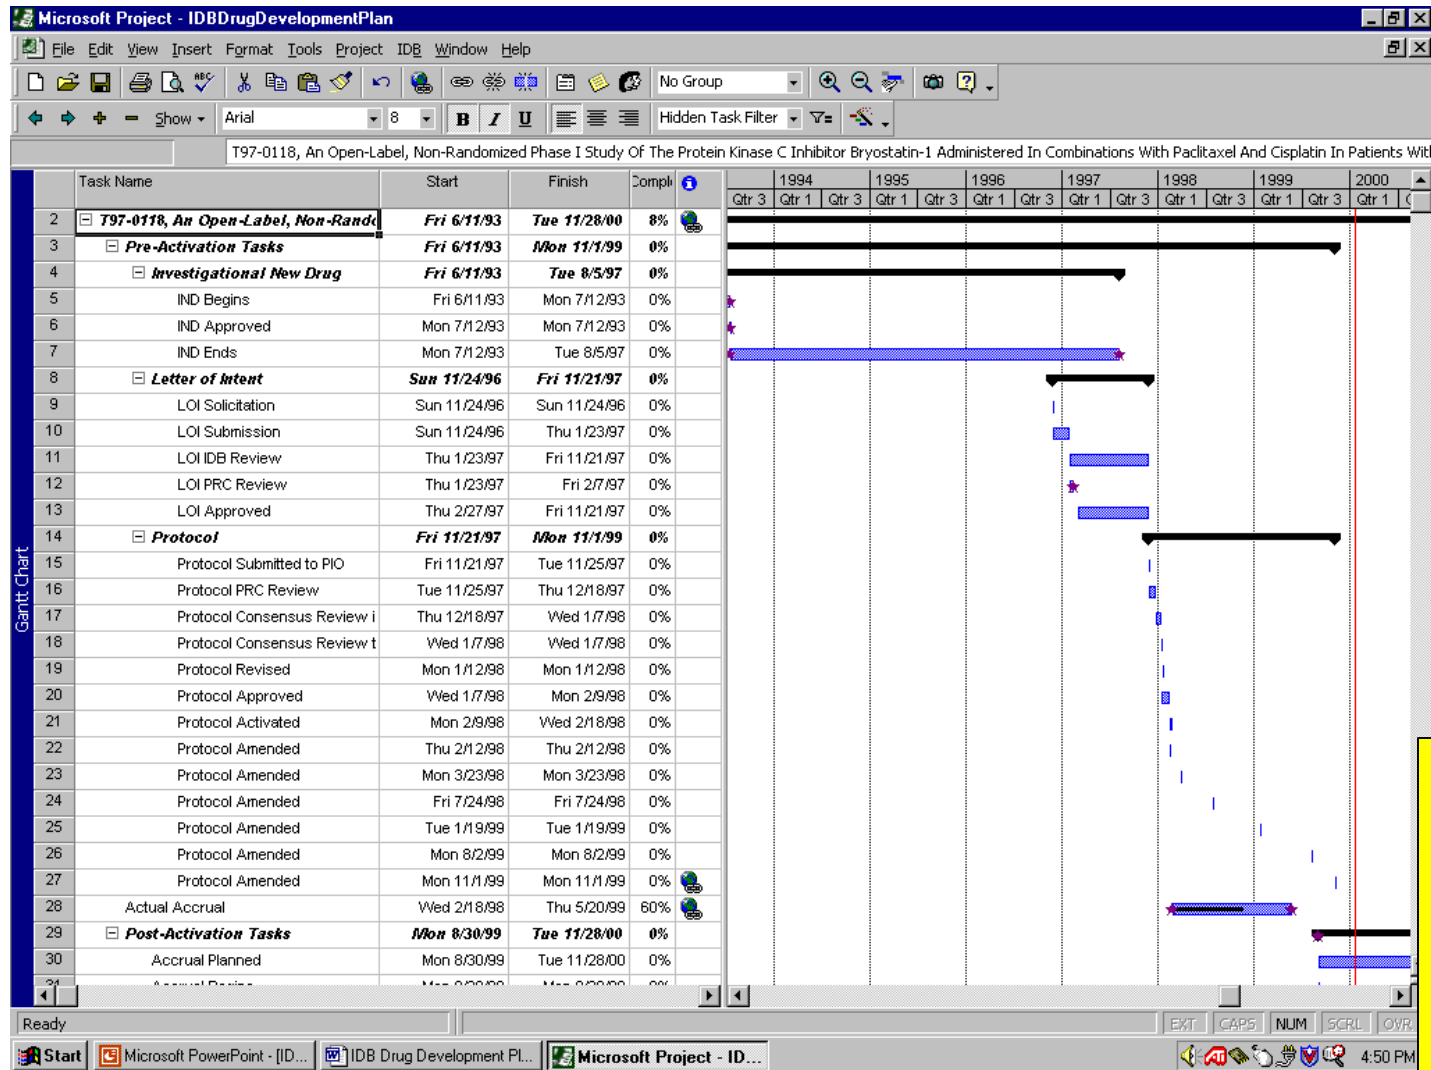 Microsoft Project - IDBDrugDevelopmentPlan
File Edit View Insert Format Tools Project IDB Window Help
No Group
Show Arial 8 B I U Hidden Task Filter
T97-0118, An Open-Label, Non-Randomized Phase I Study Of The Protein Kinase C Inhibitor Bryostatin-1 Administered In Combinations With Paclitaxel And Cisplatin In Patients Wit
Task Name Start Finish Compl 1994 1995 1996 1997 1998 1999 2000
Qtr 3 Qtr 1 Qtr 3 Qtr 1 Qtr 3 Qtr 1 Qtr 3 Qtr 1 Qtr 3 Qtr 1 Qtr 3 Qtr 1 Qtr 3 Qtr 1
2 T97-0118, An Open-Label, Non-Rando Fri 6/11/93 Tue 11/28/00 8%
3 Pre-Activation Tasks Fri 6/11/93 Mon 11/1/99 0%
4 Investigational New Drug Fri 6/11/93 Tue 8/5/97 0%
5 IND Begins Fri 6/11/93 Mon 7/12/93 0%
6 IND Approved Mon 7/12/93 Mon 7/12/93 0%
7 IND Ends Mon 7/12/93 Tue 8/5/97 0%
8 Letter of Intent Sun 11/24/96 Fri 11/21/97 0%
9 LOI Solicitation Sun 11/24/96 Sun 11/24/96 0%
10 LOI Submission Sun 11/24/96 Thu 1/23/97 0%
11 LOI IDB Review Thu 1/23/97 Fri 11/21/97 0%
12 LOI PRC Review Thu 1/23/97 Fri 2/7/97 0%
13 LOI Approved Thu 2/27/97 Fri 11/21/97 0%
14 Protocol Fri 11/21/97 Mon 11/1/99 0%
15 Protocol Submitted to PIO Fri 11/21/97 Tue 11/25/97 0%
16 Protocol PRC Review Tue 11/25/97 Thu 12/18/97 0%
17 Protocol Consensus Review i Thu 12/18/97 Wed 1/7/98 0%
18 Protocol Consensus Review t Wed 1/7/98 Wed 1/7/98 0%
19 Protocol Revised Mon 1/12/98 Mon 1/12/98 0%
20 Protocol Approved Wed 1/7/98 Mon 2/9/98 0%
21 Protocol Activated Mon 2/9/98 Wed 2/18/98 0%
22 Protocol Amended Thu 2/12/98 Thu 2/12/98 0%
23 Protocol Amended Mon 3/23/98 Mon 3/23/98 0%
24 Protocol Amended Fri 7/24/98 Fri 7/24/98 0%
25 Protocol Amended Tue 1/19/99 Tue 1/19/99 0%
26 Protocol Amended Mon 8/2/99 Mon 8/2/99 0%
27 Protocol Amended Mon 11/1/99 Mon 11/1/99 0%
28 Actual Accrual Wed 2/18/98 Thu 5/20/99 60%
29 Post-Activation Tasks Mon 8/30/99 Tue 11/28/00 0%
30 Accrual Planned Mon 8/30/99 Tue 11/28/00 0%
Gantt Chart
Ready EXT CAPS NUM SCRL OVR
Start Microsoft PowerPoint - [ID... IDB Drug Development Pl... Microsoft Project - ID... 4:50 PM